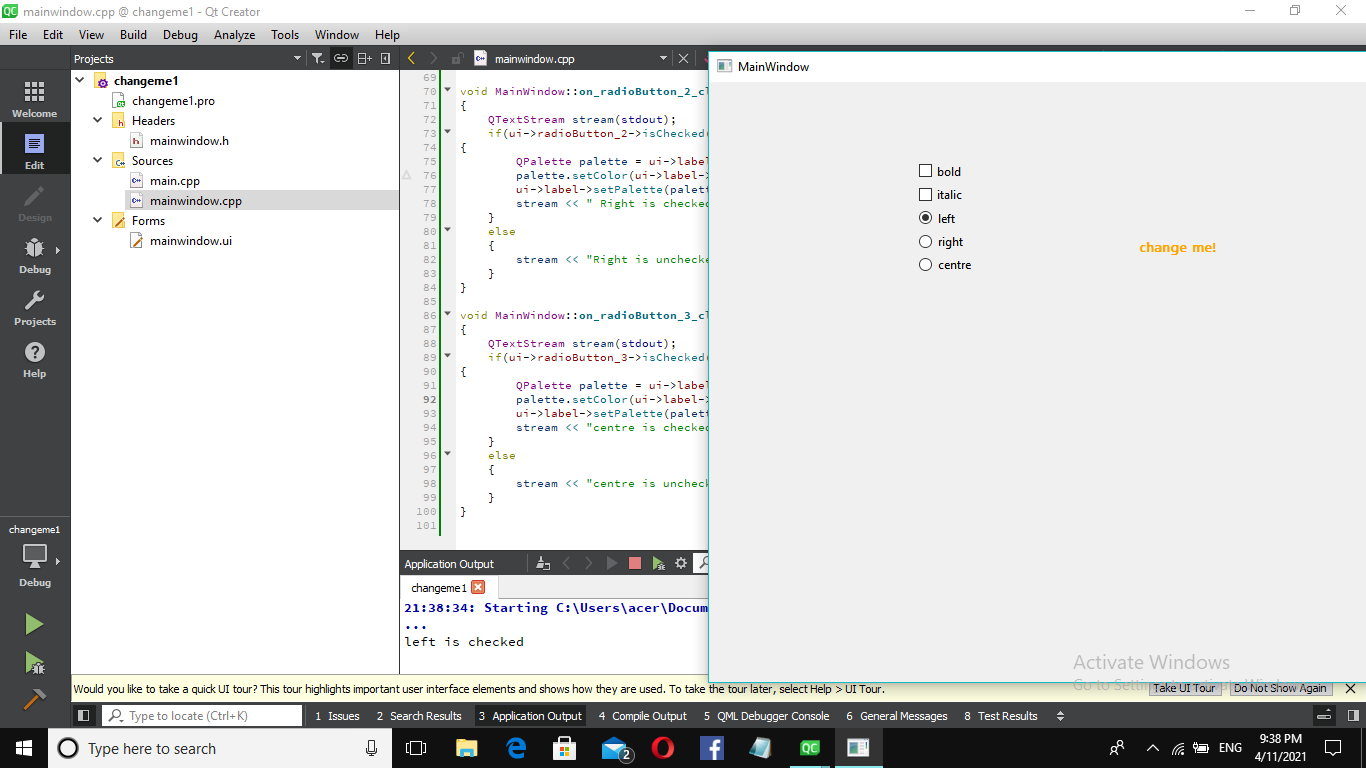 mainwindow.cpp @ changeme1 - Qt Creator
File Edit View Build Debug Analyze Tools Window Help
Projects
mainwindow.cpp
MainWindow
Welcome
Edit
Design
Debug
Projects
Help
changeme1
Debug
changeme1
changeme1.pro
Headers
mainwindow.h
Sources
main.cpp
mainwindow.cpp
Forms
mainwindow.ui
69
70 void MainWindow::on_radioButton_2_cl
71 {
72 QTextStream stream(stdout);
73 if(ui->radioButton_2->isChecked(
74 {
75 QPalette palette = ui->label
76 palette.setColor(ui->label->
77 ui->label->setPalette(palett
78 stream << " Right is checked
79 }
80 else
81 {
82 stream << "Right is unchecke
83 }
84 }
85
86 void MainWindow::on_radioButton_3_cl
87 {
88 QTextStream stream(stdout);
89 if(ui->radioButton_3->isChecked(
90 {
91 QPalette palette = ui->label
92 palette.setColor(ui->label->
93 ui->label->setPalette(palett
94 stream << "centre is checked
95 }
96 else
97 {
98 stream << "centre is uncheck
99 }
100 }
101
bold
italic
left
right
centre
change me!
Application Output
changeme1
21:38:34: Starting C:\Users\acer\Docum
...
left is checked
Activate Windows
Would you like to take a quick UI tour? This tour highlights important user interface elements and shows how they are used. To take the tour later, select Help > UI Tour.
Take UI Tour
Do Not Show Again
Type to locate (Ctrl+K)
1 Issues 2 Search Results 3 Application Output 4 Compile Output 5 QML Debugger Console 6 General Messages 8 Test Results
Type here to search
2
QC
ENG
9:38 PM
4/11/2021